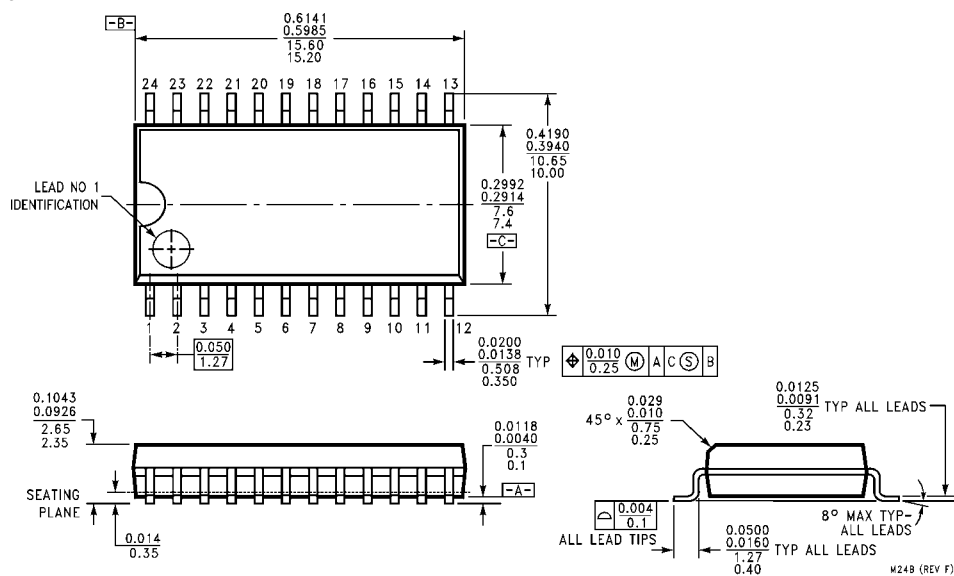 -B-
0.6141
0.5985
15.60
15.20
24 23 22 21 20 19 18 17 16 15 14 13
0.4190
0.3940
10.65
10.00
0.2992
0.2914
7.6
7.4
-C-
LEAD NO 1
IDENTIFICATION
1 2 3 4 5 6 7 8 9 10 11 12
0.050
1.27
0.0200
0.0138
0.508
0.350
TYP
⌖ 0.010 0.25 Ⓜ A C Ⓢ B
0.1043
0.0926
2.65
2.35
0.0118
0.0040
0.3
0.1
-A-
SEATING
PLANE
0.014
0.35
45° x
0.029
0.010
0.75
0.25
0.0125
0.0091
0.32
0.23
TYP ALL LEADS
0.004
0.1
ALL LEAD TIPS
0.0500
0.0160
1.27
0.40
TYP ALL LEADS
8° MAX TYP-
ALL LEADS
M24B (REV F)